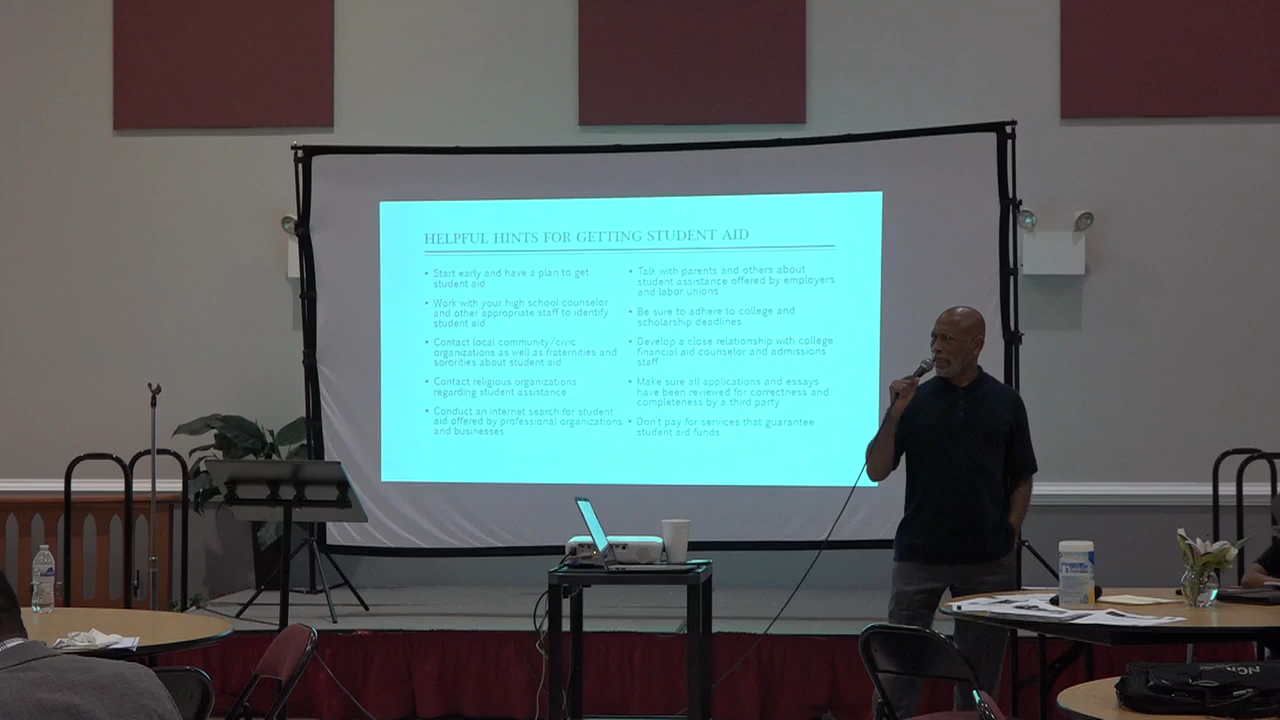 HELPFUL HINTS FOR GETTING STUDENT AID
• Start early and have a plan to get
student aid
• Work with your high school counselor
and other appropriate staff to identify
student aid
• Contact local community/civic
organizations as well as fraternities and
sororities about student aid
• Contact religious organizations
regarding student assistance
• Conduct an internet search for student
aid offered by professional organizations
and businesses
• Talk with parents and others about
student assistance offered by employers
and labor unions
• Be sure to adhere to college and
scholarship deadlines
• Develop a close relationship with college
financial aid counselor and admissions
staff
• Make sure all applications and essays
have been reviewed for correctness and
completeness by a third party
• Don't pay for services that guarantee
student aid funds